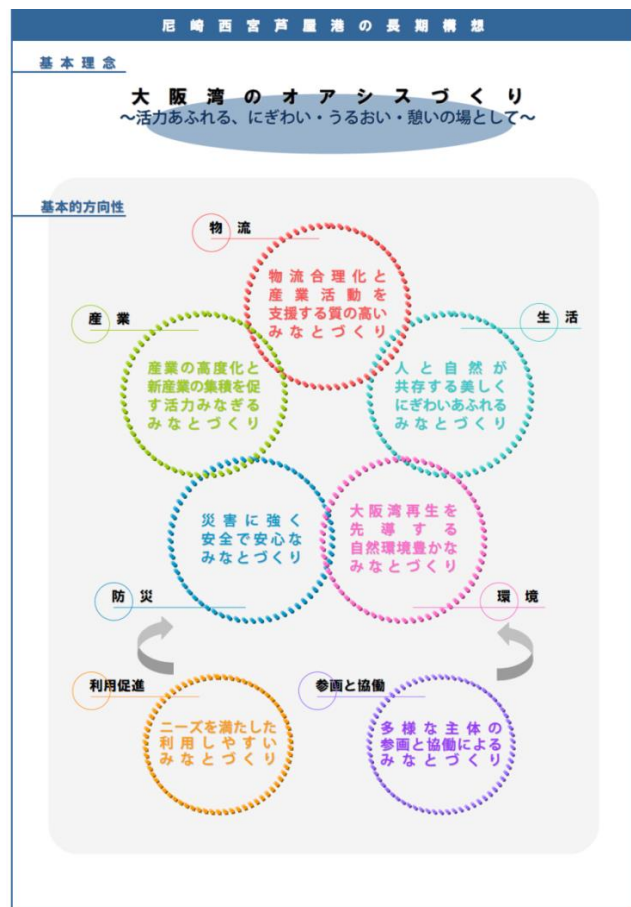 尼崎西宮芦屋港の長期構想
基本理念
大阪湾のオアシスづくり
～活力あふれる、にぎわい・うるおい・憩いの場として～
基本的方向性
物流
物流合理化と
産業活動を
支援する質の高い
みなとづくり
産業
産業の高度化と
新産業の集積を促
す活力みなぎる
みなとづくり
生活
人と自然が
共存する美しく
にぎわいあふれる
みなとづくり
災害に強く
安全で安心な
みなとづくり
防災
大阪湾再生を
先導する
自然環境豊かな
みなとづくり
環境
利用促進
ニーズを満たした
利用しやすい
みなとづくり
参画と協働
多様な主体の
参画と協働による
みなとづくり